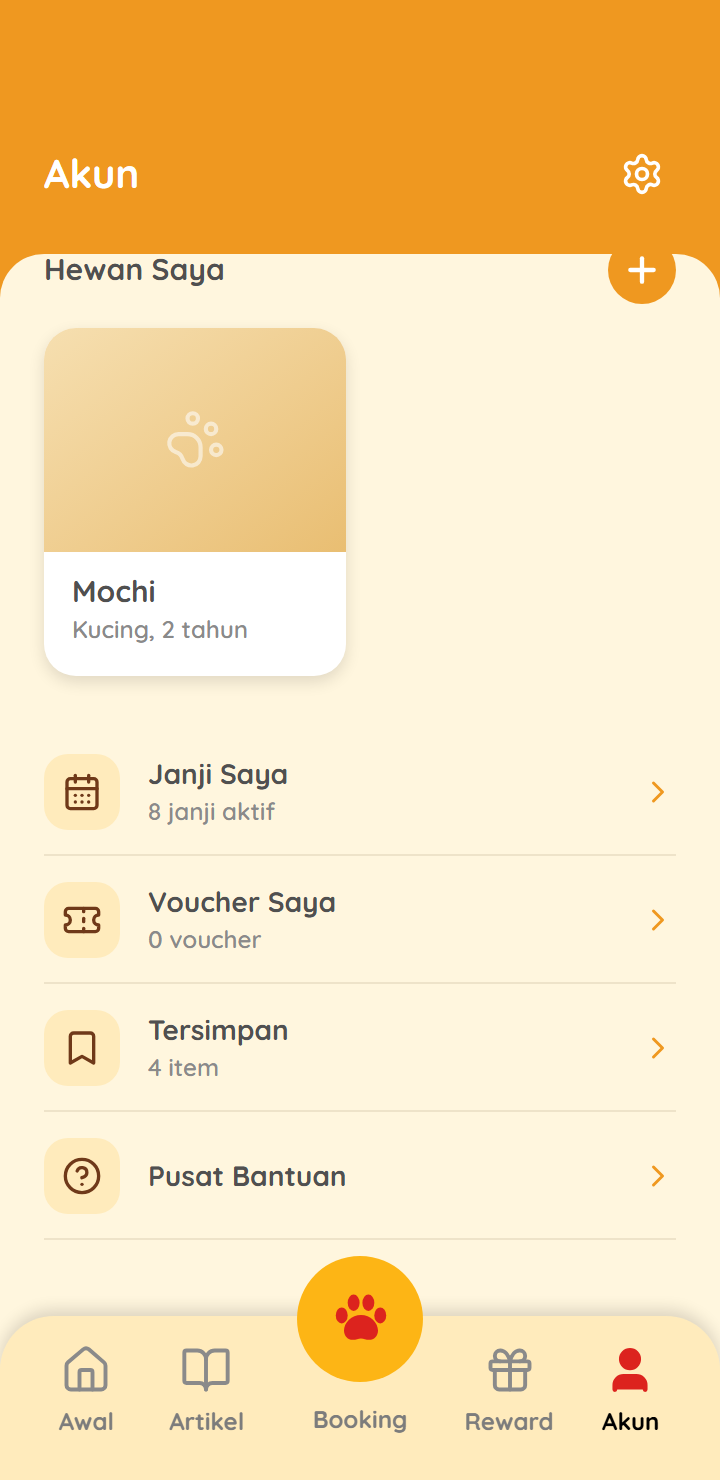 Akun
Hewan Saya
Mochi
Kucing, 2 tahun
Janji Saya
8 janji aktif
Voucher Saya
0 voucher
Tersimpan
4 item
Pusat Bantuan
Awal
Artikel
Booking
Reward
Akun